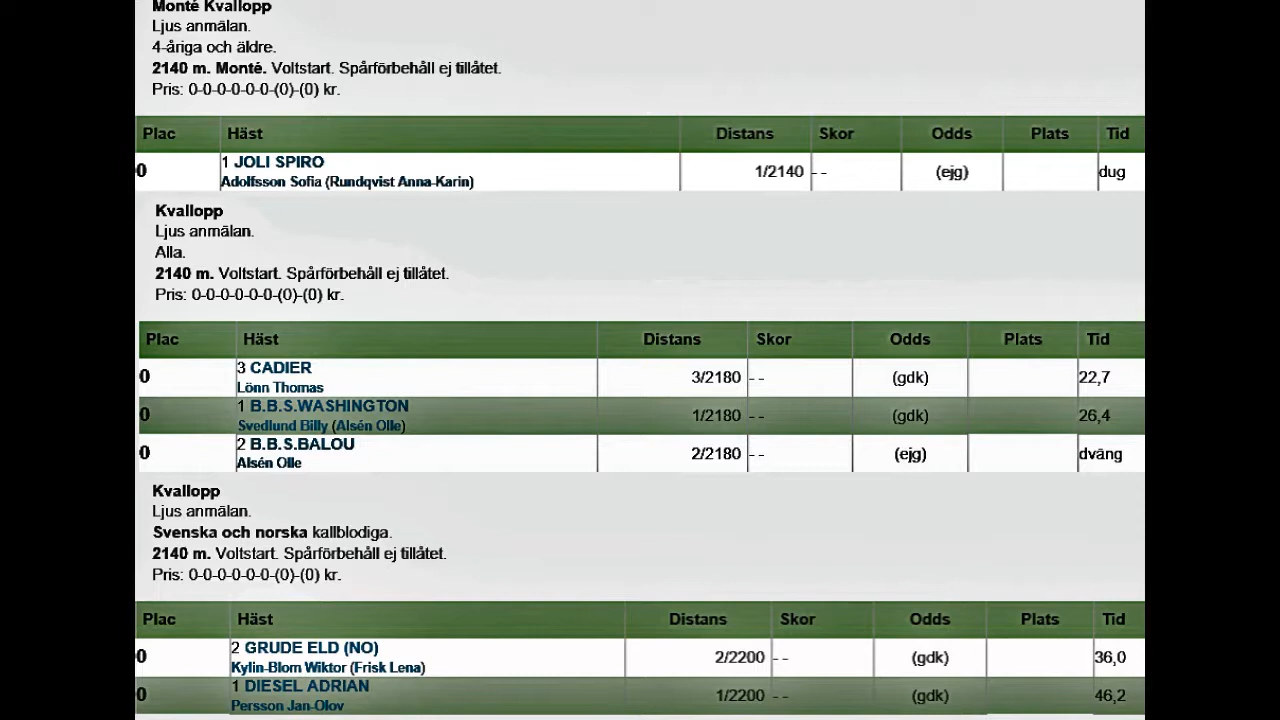 Monté Kvallopp
Ljus anmälan.
4-åriga och äldre.
2140 m. Monté. Voltstart. Spårförbehåll ej tillåtet.
Pris: 0-0-0-0-0-0-(0)-(0) kr.
Plac Häst Distans Skor Odds Plats Tid
0 1 JOLI SPIRO 1/2140 - - (ejg) dug
Adolfsson Sofia (Rundqvist Anna-Karin)
Kvallopp
Ljus anmälan.
Alla.
2140 m. Voltstart. Spårförbehåll ej tillåtet.
Pris: 0-0-0-0-0-0-(0)-(0) kr.
Plac Häst Distans Skor Odds Plats Tid
0 3 CADIER 3/2180 - - (gdk) 22,7
Lönn Thomas
0 1 B.B.S.WASHINGTON 1/2180 - - (gdk) 26,4
Svedlund Billy (Alsén Olle)
0 2 B.B.S.BALOU 2/2180 - - (ejg) dväng
Alsén Olle
Kvallopp
Ljus anmälan.
Svenska och norska kallblodiga.
2140 m. Voltstart. Spårförbehåll ej tillåtet.
Pris: 0-0-0-0-0-0-(0)-(0) kr.
Plac Häst Distans Skor Odds Plats Tid
0 2 GRUDE ELD (NO) 2/2200 - - (gdk) 36,0
Kylin-Blom Wiktor (Frisk Lena)
0 1 DIESEL ADRIAN 1/2200 - - (gdk) 46,2
Persson Jan-Olov